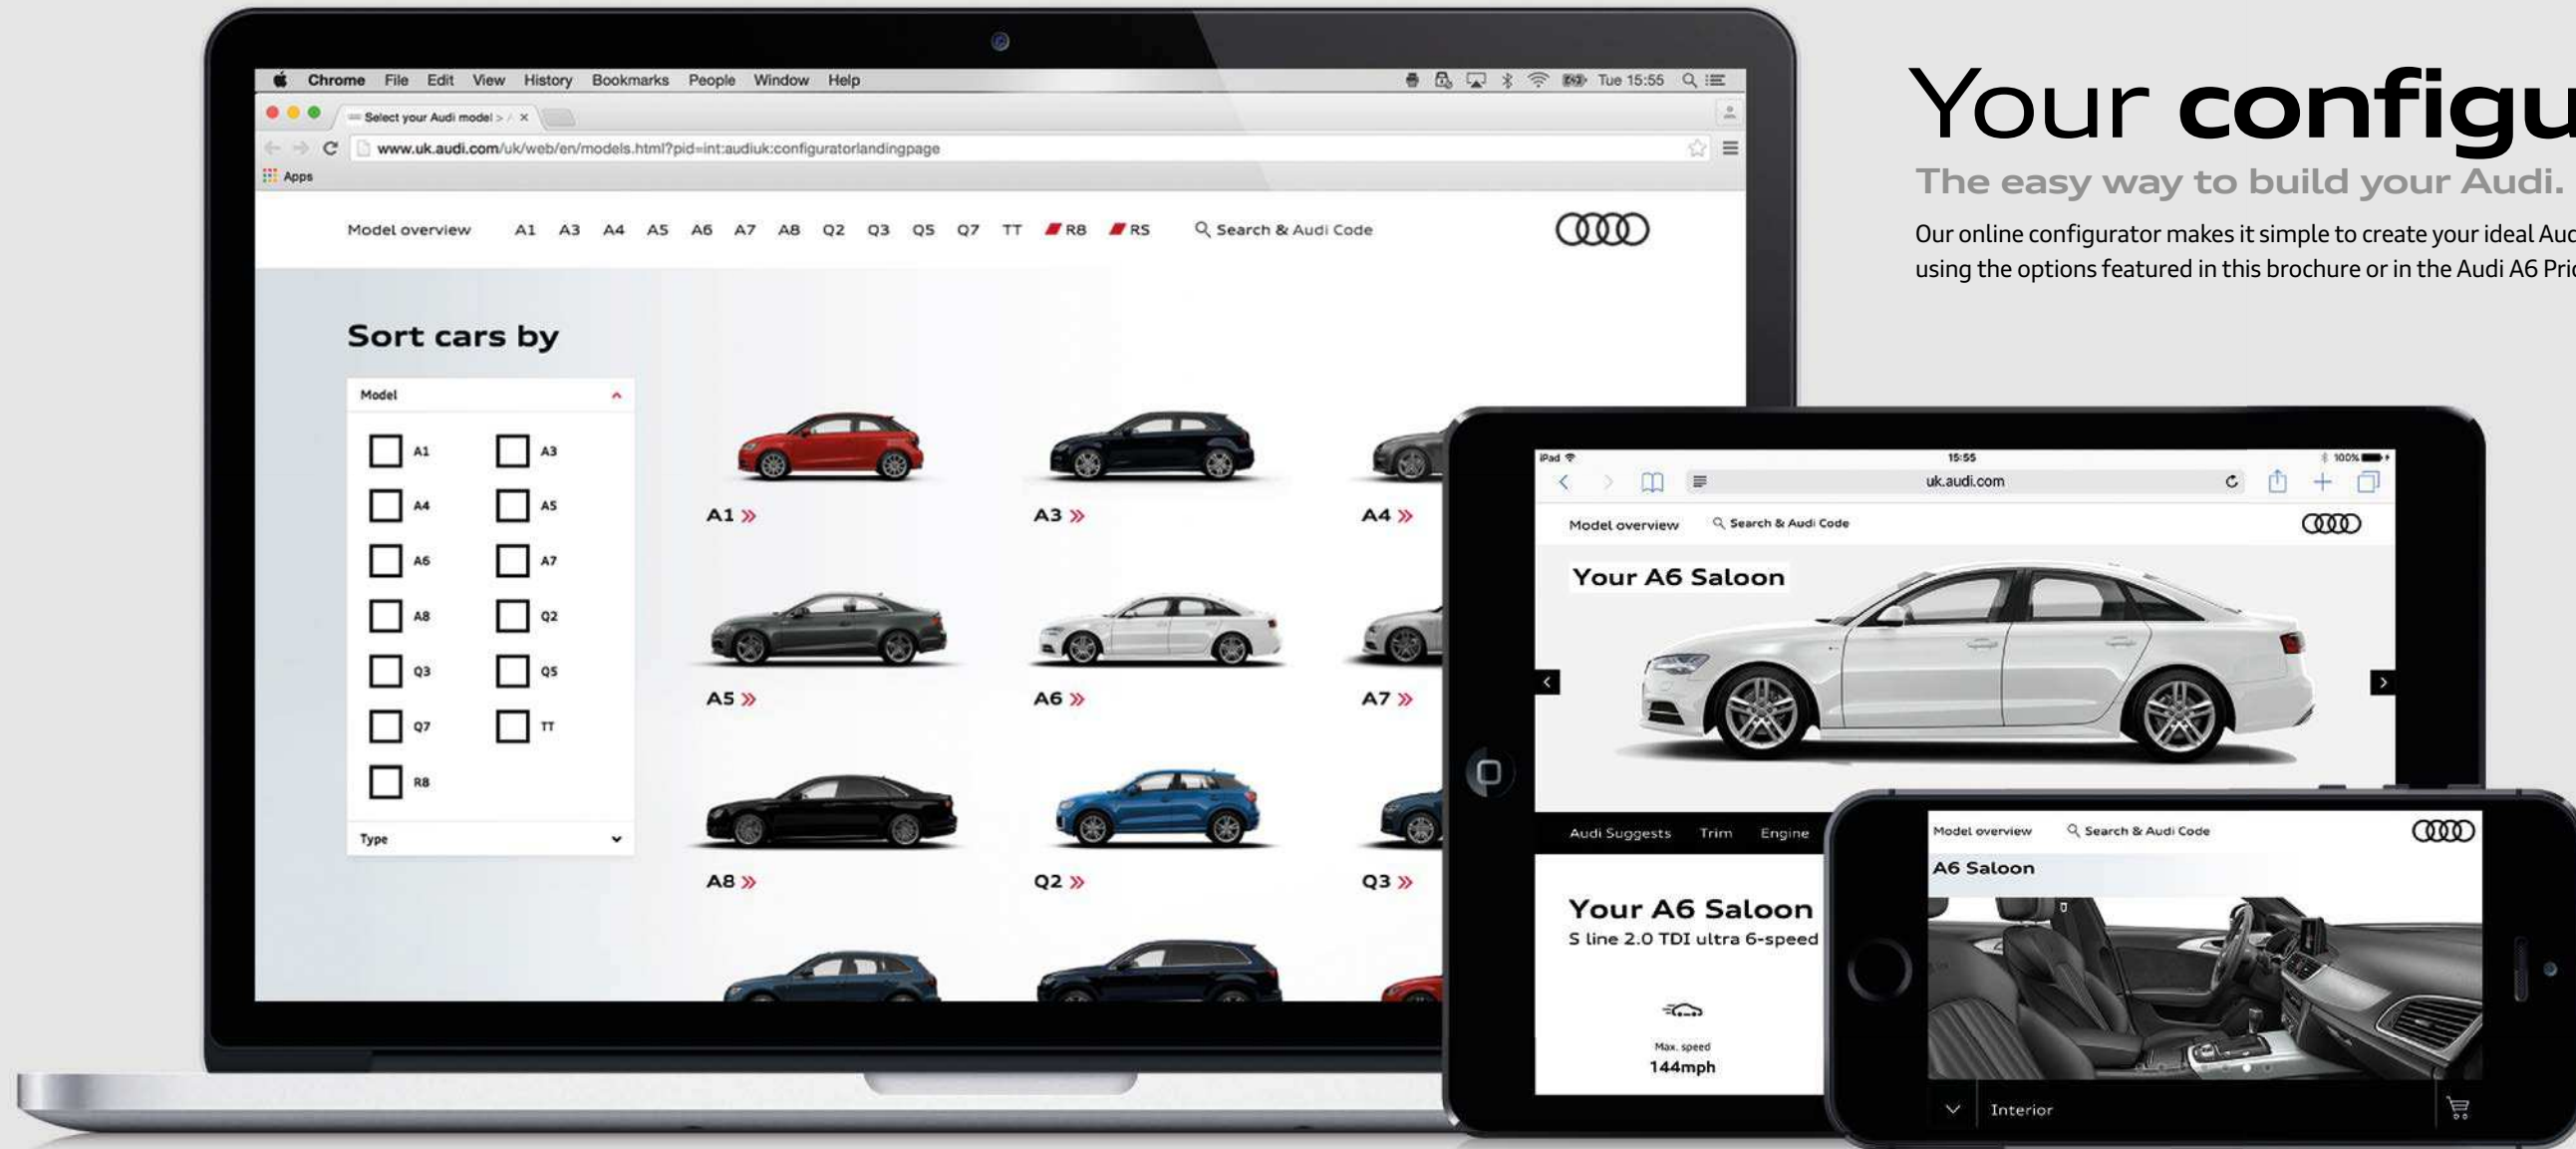 Chrome File Edit View History Bookmarks People Window Help
Tue 15:55
Select your Audi model >
www.uk.audi.com/uk/web/en/models.html?pid=int:audiuk:configuratorlandingpage
Apps
Model overview A1 A3 A4 A5 A6 A7 A8 Q2 Q3 Q5 Q7 TT R8 RS Search & Audi Code
Sort cars by
Model
A1 A3
A4 A5
A6 A7
A8 Q2
Q3 Q5
Q7 TT
R8
Type
A1 » A3 » A4 »
A5 » A6 » A7 »
A8 » Q2 » Q3 »
Your configu
The easy way to build your Audi.
Our online configurator makes it simple to create your ideal Aud
using the options featured in this brochure or in the Audi A6 Pric
iPad 15:55 100%
uk.audi.com
Model overview Search & Audi Code
Your A6 Saloon
Audi Suggests Trim Engine
Your A6 Saloon
S line 2.0 TDI ultra 6-speed
Max. speed
144mph
Model overview Search & Audi Code
A6 Saloon
Interior